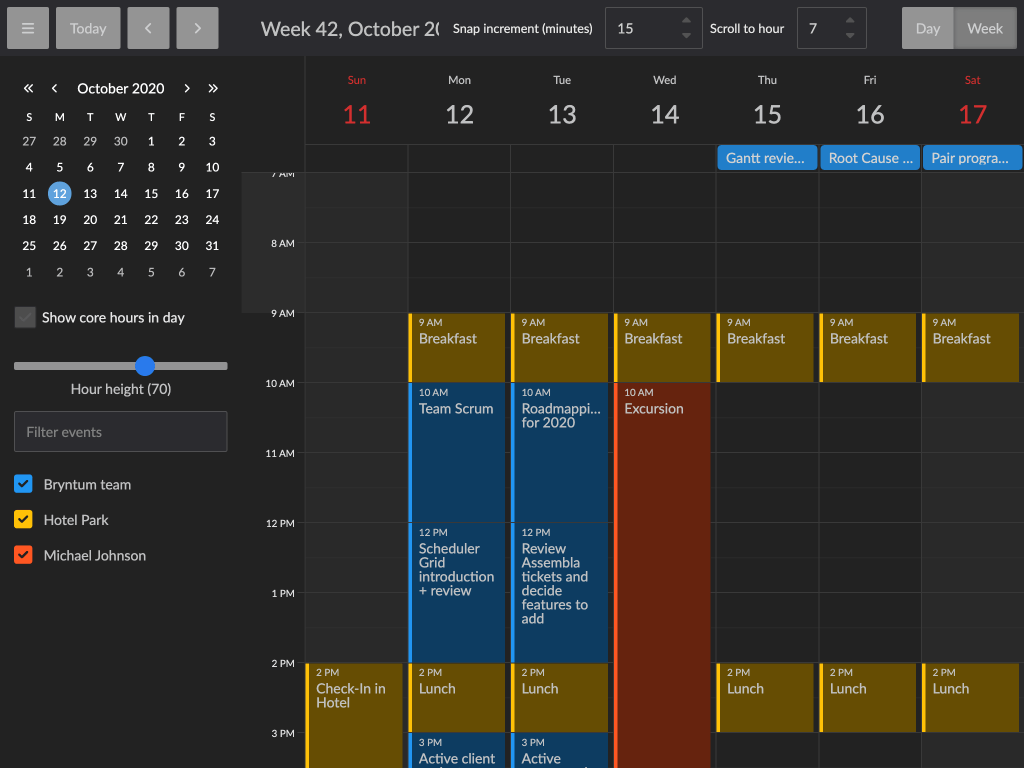 Today
Week 42, October 20
Snap increment (minutes)
15
Scroll to hour
7
Day
Week
October 2020
S M T W T F S
27 28 29 30 1 2 3
4 5 6 7 8 9 10
11 12 13 14 15 16 17
18 19 20 21 22 23 24
25 26 27 28 29 30 31
1 2 3 4 5 6 7
Show core hours in day
Hour height (70)
Filter events
Bryntum team
Hotel Park
Michael Johnson
Sun Mon Tue Wed Thu Fri Sat
11 12 13 14 15 16 17
Gantt revie...
Root Cause ...
Pair progra...
7 AM
8 AM
9 AM
10 AM
11 AM
12 PM
1 PM
2 PM
3 PM
2 PM
Check-In in
Hotel
9 AM
Breakfast
10 AM
Team Scrum
12 PM
Scheduler
Grid
introduction
+ review
2 PM
Lunch
3 PM
Active client
9 AM
Breakfast
10 AM
Roadmappi...
for 2020
12 PM
Review
Assembla
tickets and
decide
features to
add
2 PM
Lunch
3 PM
Active
9 AM
Breakfast
10 AM
Excursion
9 AM
Breakfast
2 PM
Lunch
9 AM
Breakfast
2 PM
Lunch
9 AM
Breakfast
2 PM
Lunch